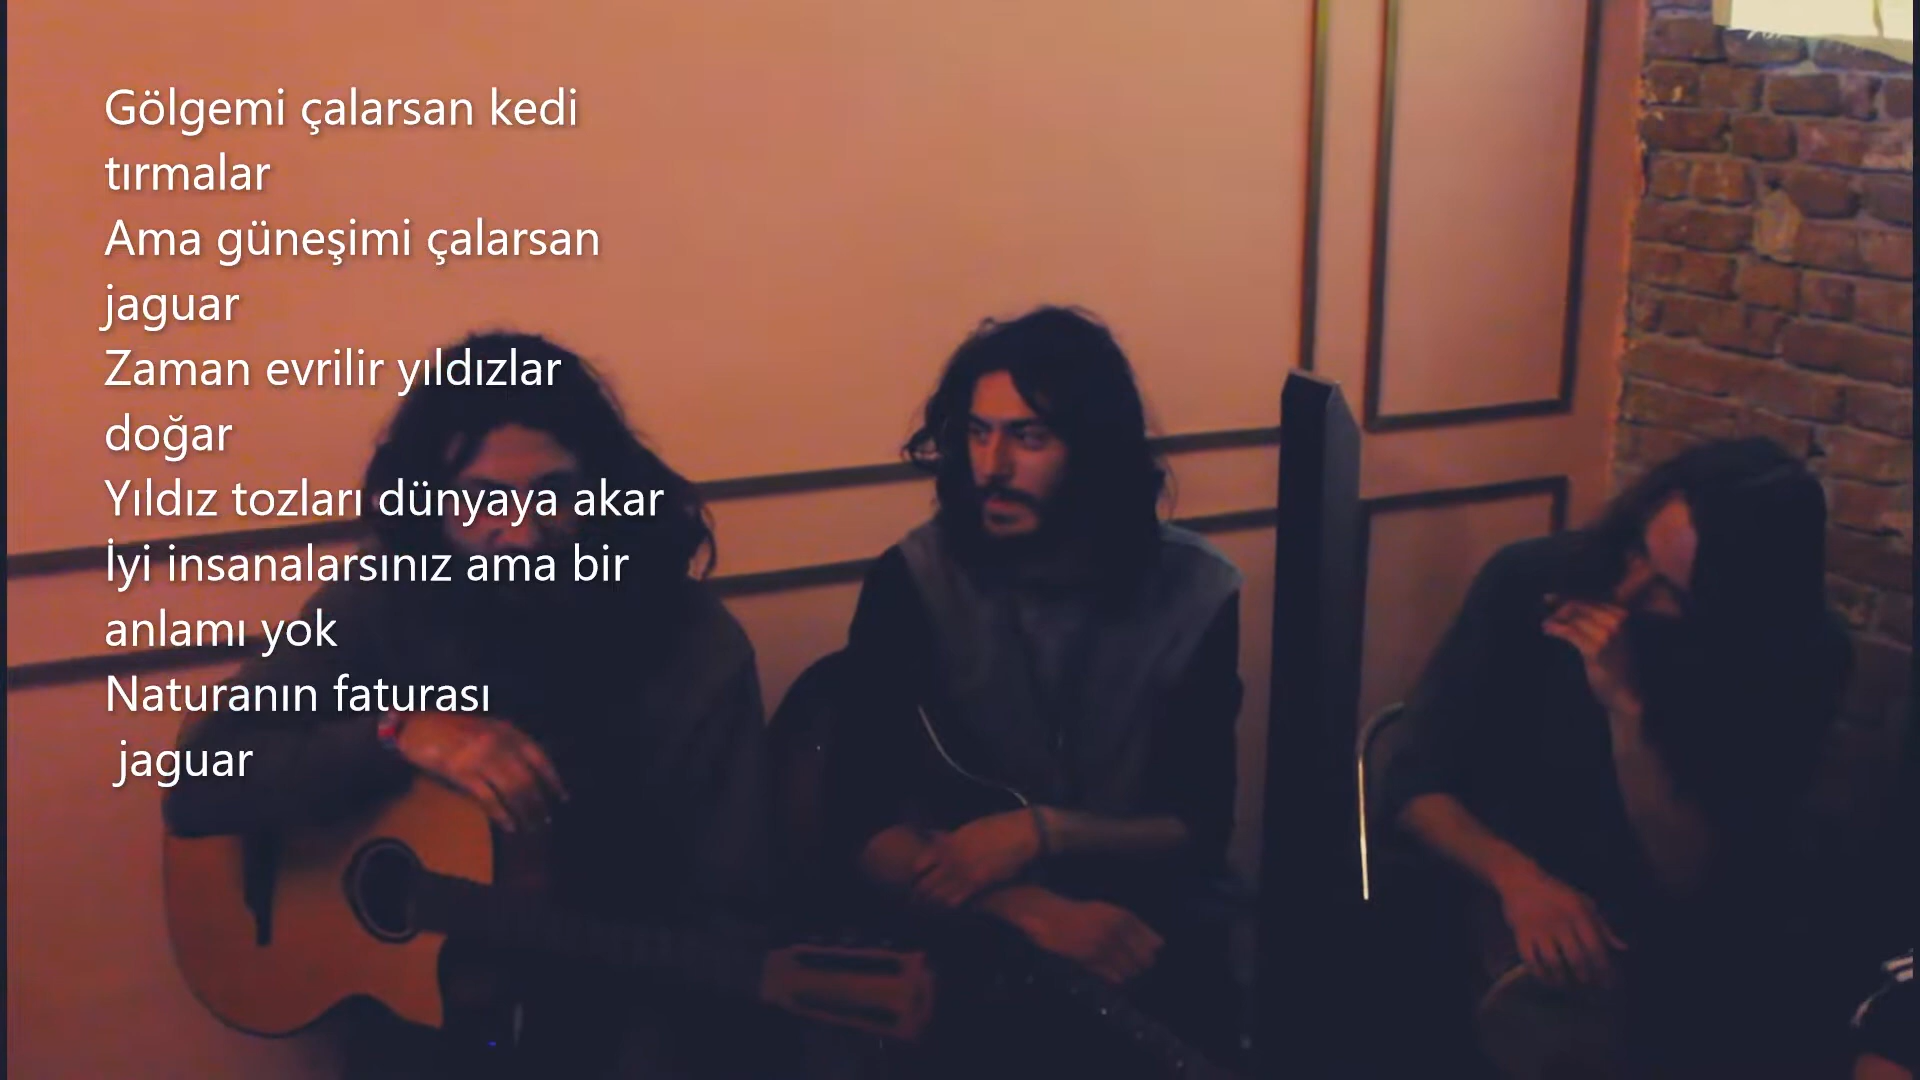 Gölgemi çalarsan kedi
tırmalar
Ama güneşimi çalarsan
jaguar
Zaman evrilir yıldızlar
doğar
Yıldız tozları dünyaya akar
İyi insanalarsınız ama bir
anlamı yok
Naturanın faturası
jaguar